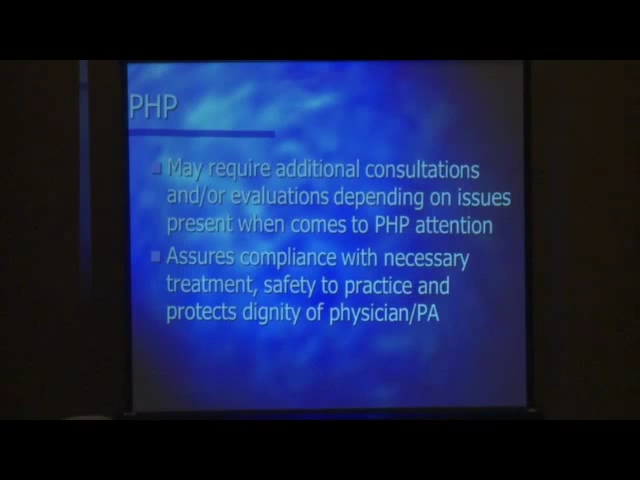 PHP
May require additional consultations
and/or evaluations depending on issues
present when comes to PHP attention
Assures compliance with necessary
treatment, safety to practice and
protects dignity of physician/PA